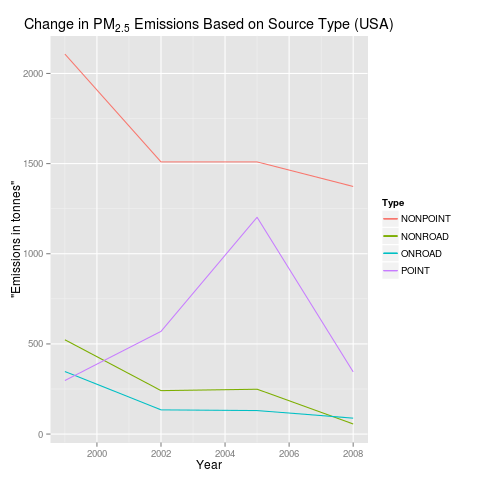 Change in PM2.5 Emissions Based on Source Type (USA)
"Emissions in tonnes"
2000
1500
1000
500
0
2000 2002 2004 2006 2008
Year
Type
NONPOINT
NONROAD
ONROAD
POINT